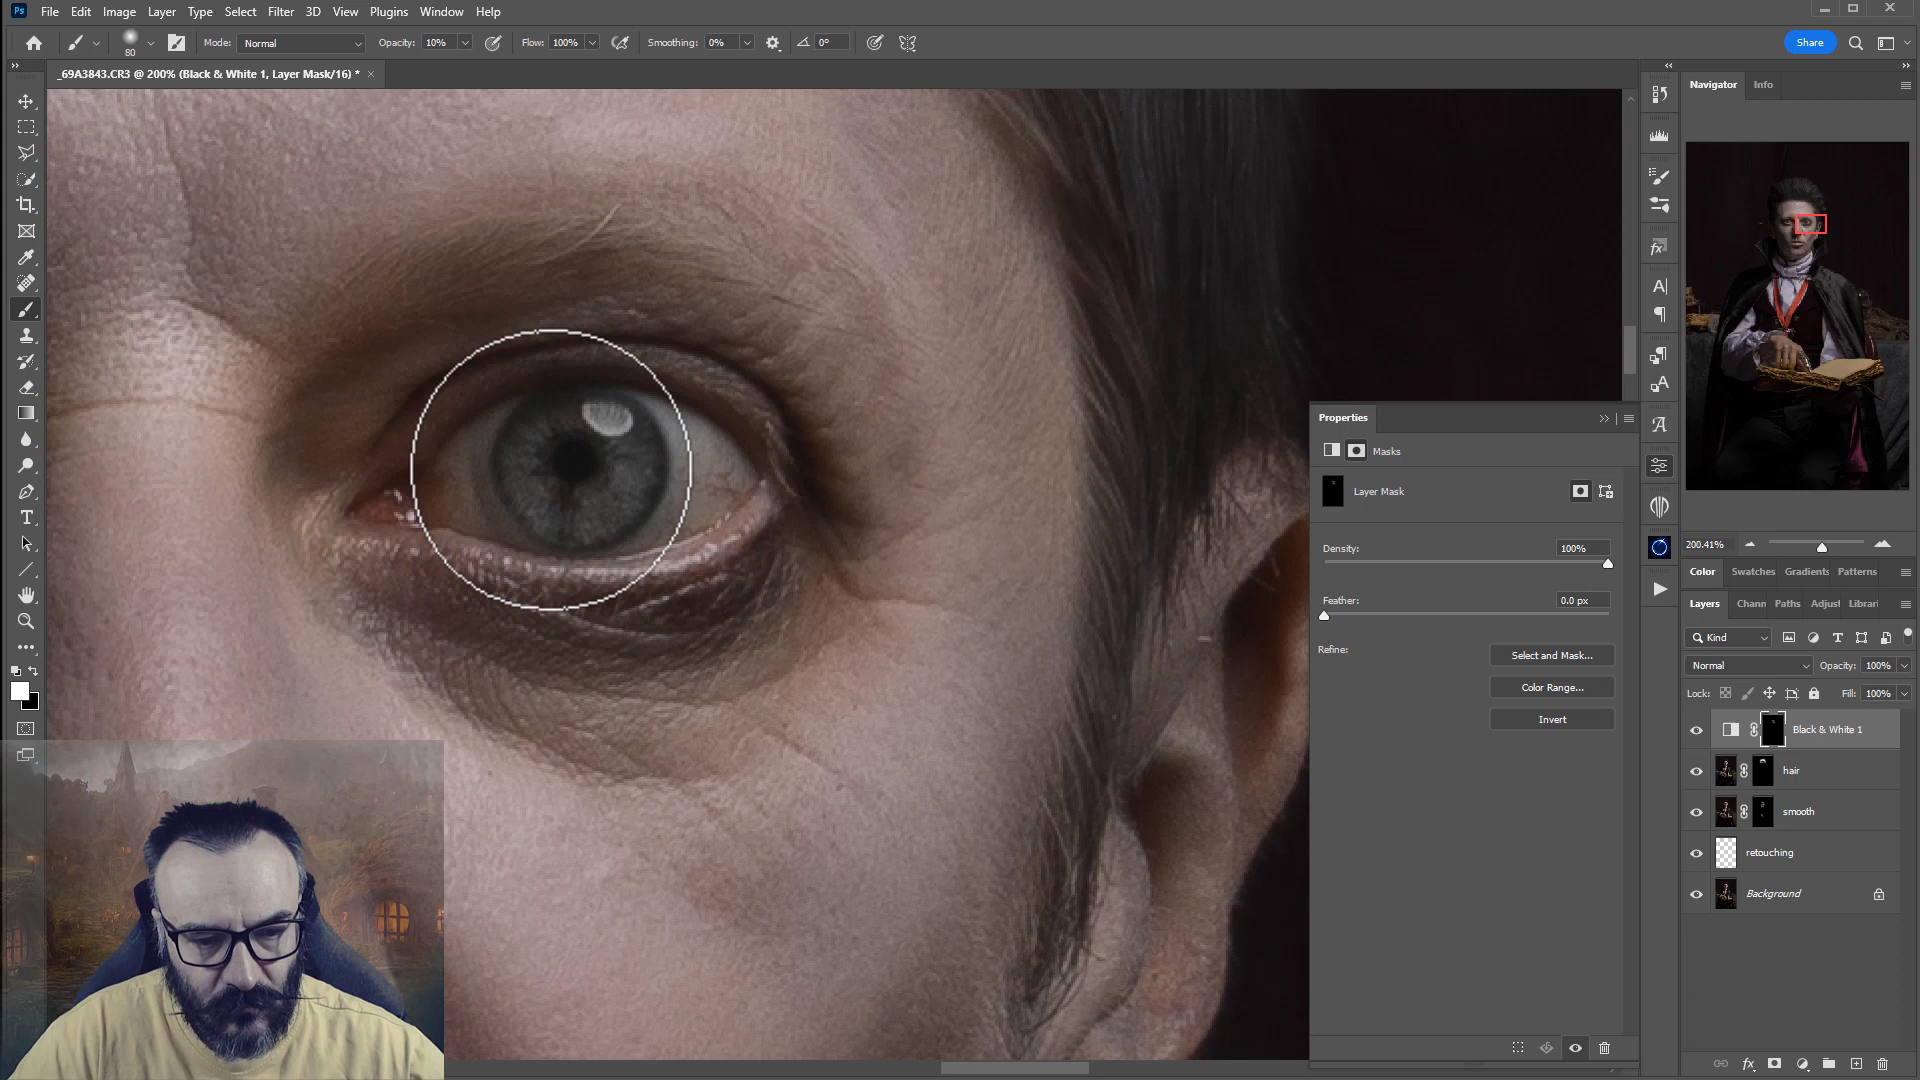 Ps File Edit Image Layer Type Select Filter 3D View Plugins Window Help
80 Mode: Normal Opacity: 10% Flow: 100% Smoothing: 0% 0° Share
_69A3843.CR3 @ 200% (Black & White 1, Layer Mask/16) * ×
Navigator Info
200.41%
Properties
Masks
Layer Mask
Density: 100%
Feather: 0.0 px
Refine: Select and Mask...
Color Range...
Invert
Color Swatches Gradients Patterns
Layers Chann Paths Adjust Librari
Kind
Normal Opacity: 100%
Lock: Fill: 100%
Black & White 1
hair
smooth
retouching
Background